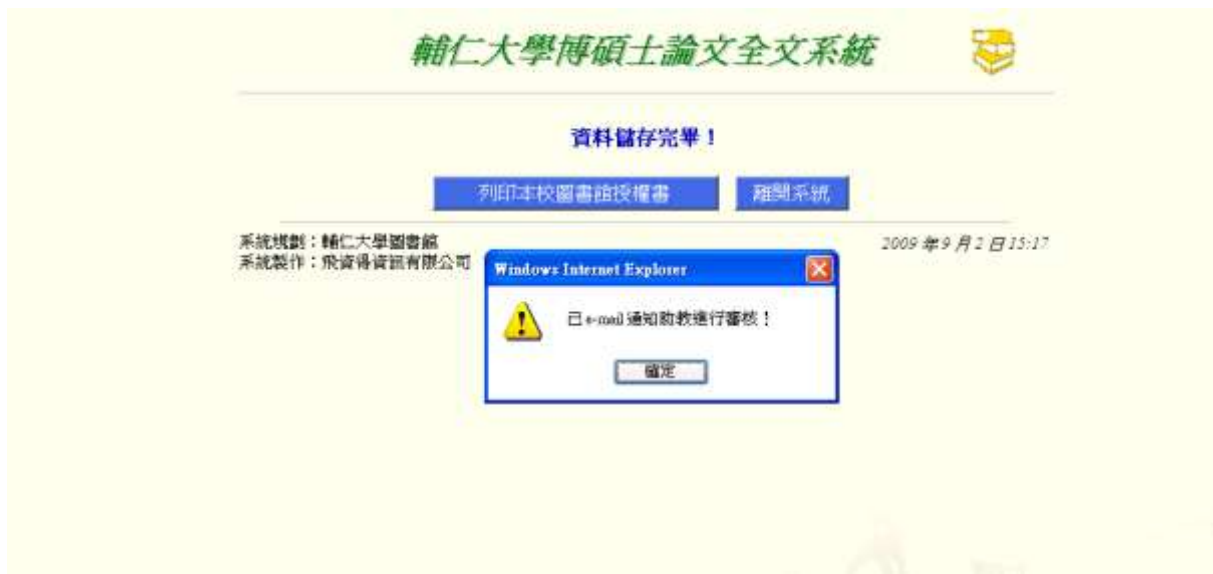 輔仁大學博碩士論文全文系統
資料儲存完畢！
列印本校圖書館授權書 離開系統
系統規劃：輔仁大學圖書館 2009 年 9 月 2 日 15:17
系統製作：飛資得資訊有限公司
Windows Internet Explorer
已 e-mail 通知助教進行審核！
確定